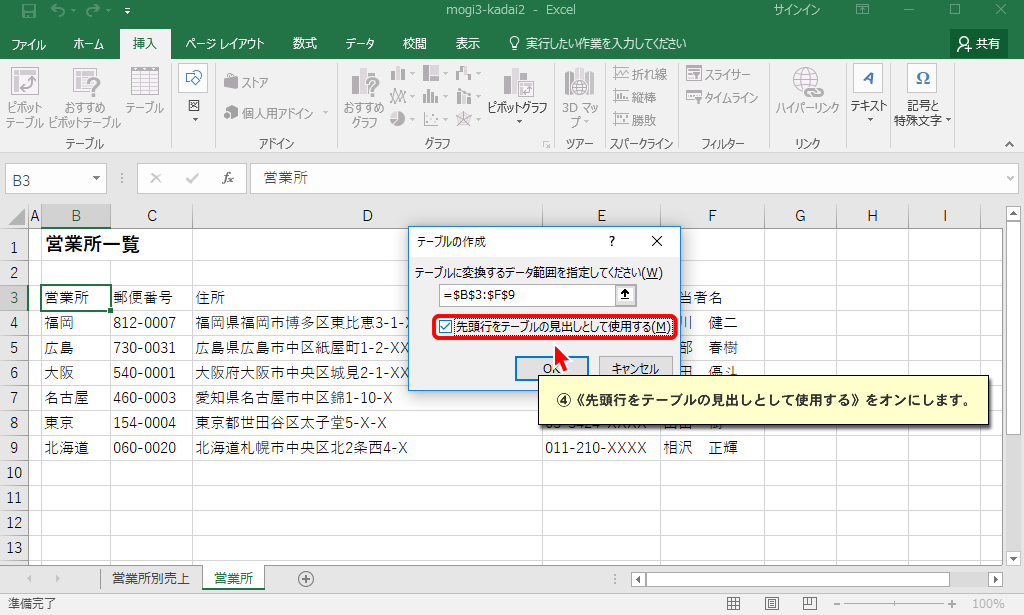 mogi3-kadai2 - Excel
サインイン
ファイル ホーム 挿入 ページ レイアウト 数式 データ 校閲 表示 実行したい作業を入力してください 共有
ピボット
テーブル
おすすめ
ピボットテーブル
テーブル
図
ストア
個人用アドイン
おすすめ
グラフ
ピボットグラフ
3D マッ
プ
折れ線
縦棒
勝敗
スライサー
タイムライン
ハイパーリンク
テキスト
記号と
特殊文字
テーブル アドイン グラフ ツアー スパークライン フィルター リンク
B3 fx 営業所
A B C D E F G H I
1 営業所一覧
2
3 営業所 郵便番号 住所 当者名
4 福岡 812-0007 福岡県福岡市博多区東比恵3-1- 川 健二
5 広島 730-0031 広島県広島市中区紙屋町1-2-XX 部 春樹
6 大阪 540-0001 大阪府大阪市中央区城見2-1-XX
7 名古屋 460-0003 愛知県名古屋市中区錦1-10-X
8 東京 154-0004 東京都世田谷区太子堂5-X-X
9 北海道 060-0020 北海道札幌市中央区北2条西4-X 011-210-XXXX 相沢 正輝
10
11
12
13
テーブルの作成 ?
テーブルに変換するデータ範囲を指定してください(W)
=$B$3:$F$9
先頭行をテーブルの見出しとして使用する(M)
OK キャンセル
④《先頭行をテーブルの見出しとして使用する》をオンにします。
営業所別売上 営業所
準備完了 100%